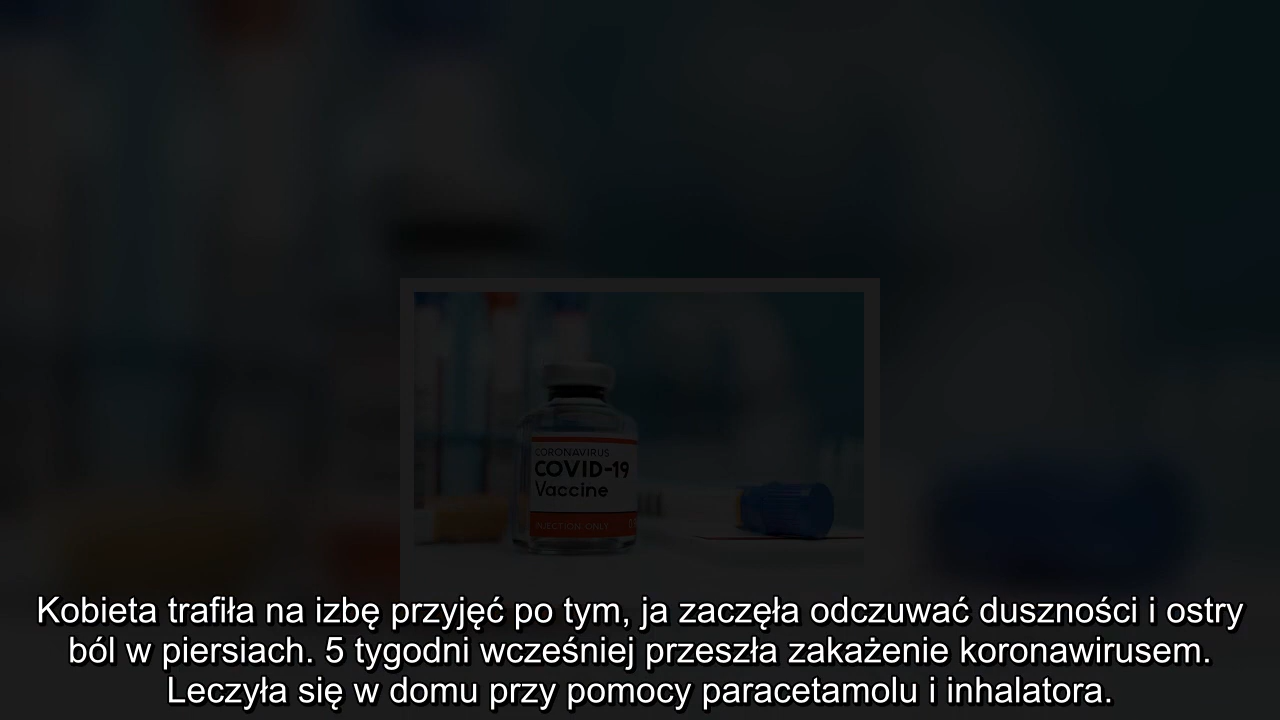 CORONAVIRUS
COVID-19
Vaccine
INJECTION ONLY
Kobieta trafiła na izbę przyjęć po tym, ja zaczęła odczuwać duszności i ostry
ból w piersiach. 5 tygodni wcześniej przeszła zakażenie koronawirusem.
Leczyła się w domu przy pomocy paracetamolu i inhalatora.